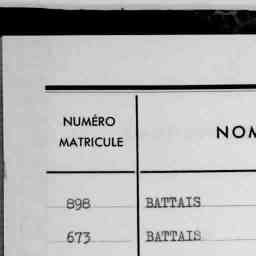 NUMÉRO
MATRICULE
NOM
898 BATTAIS
673 BATTAIS